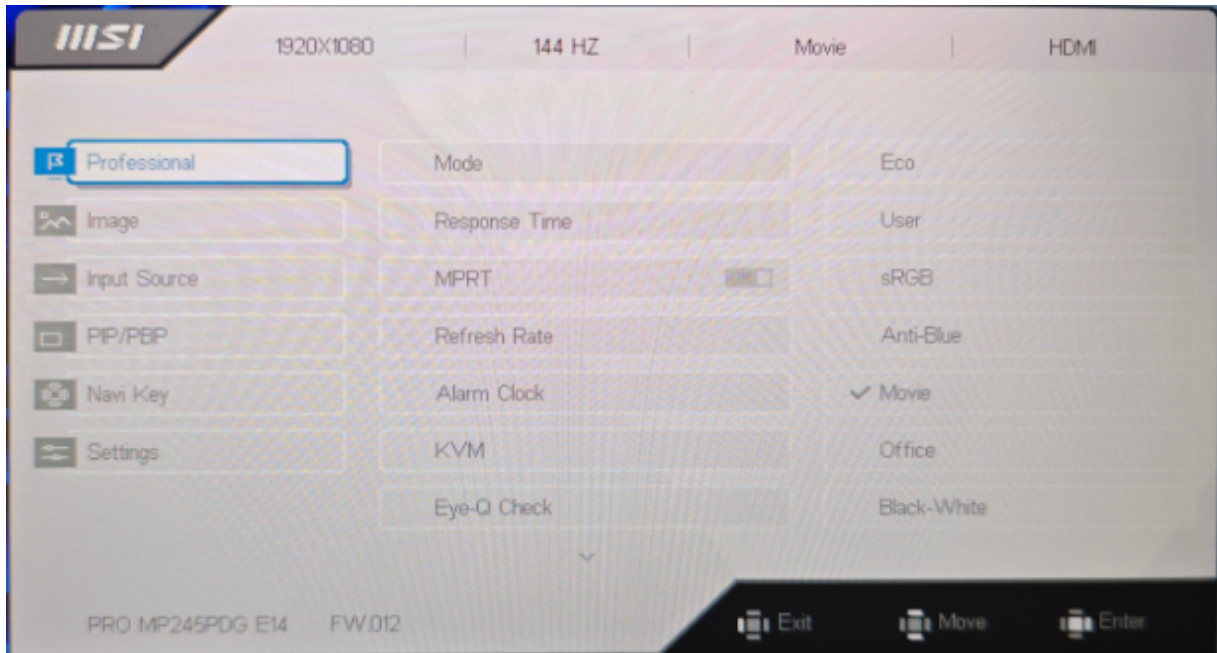 msi 1920X1080 144 HZ Movie HDMI
Professional Mode Eco
Image Response Time User
Input Source MPRT sRGB
PIP/PBP Refresh Rate Anti-Blue
Navi Key Alarm Clock Movie
Settings KVM Office
Eye-Q Check Black-White
PRO MP245PDG E14 FW.012 Exit Move Enter